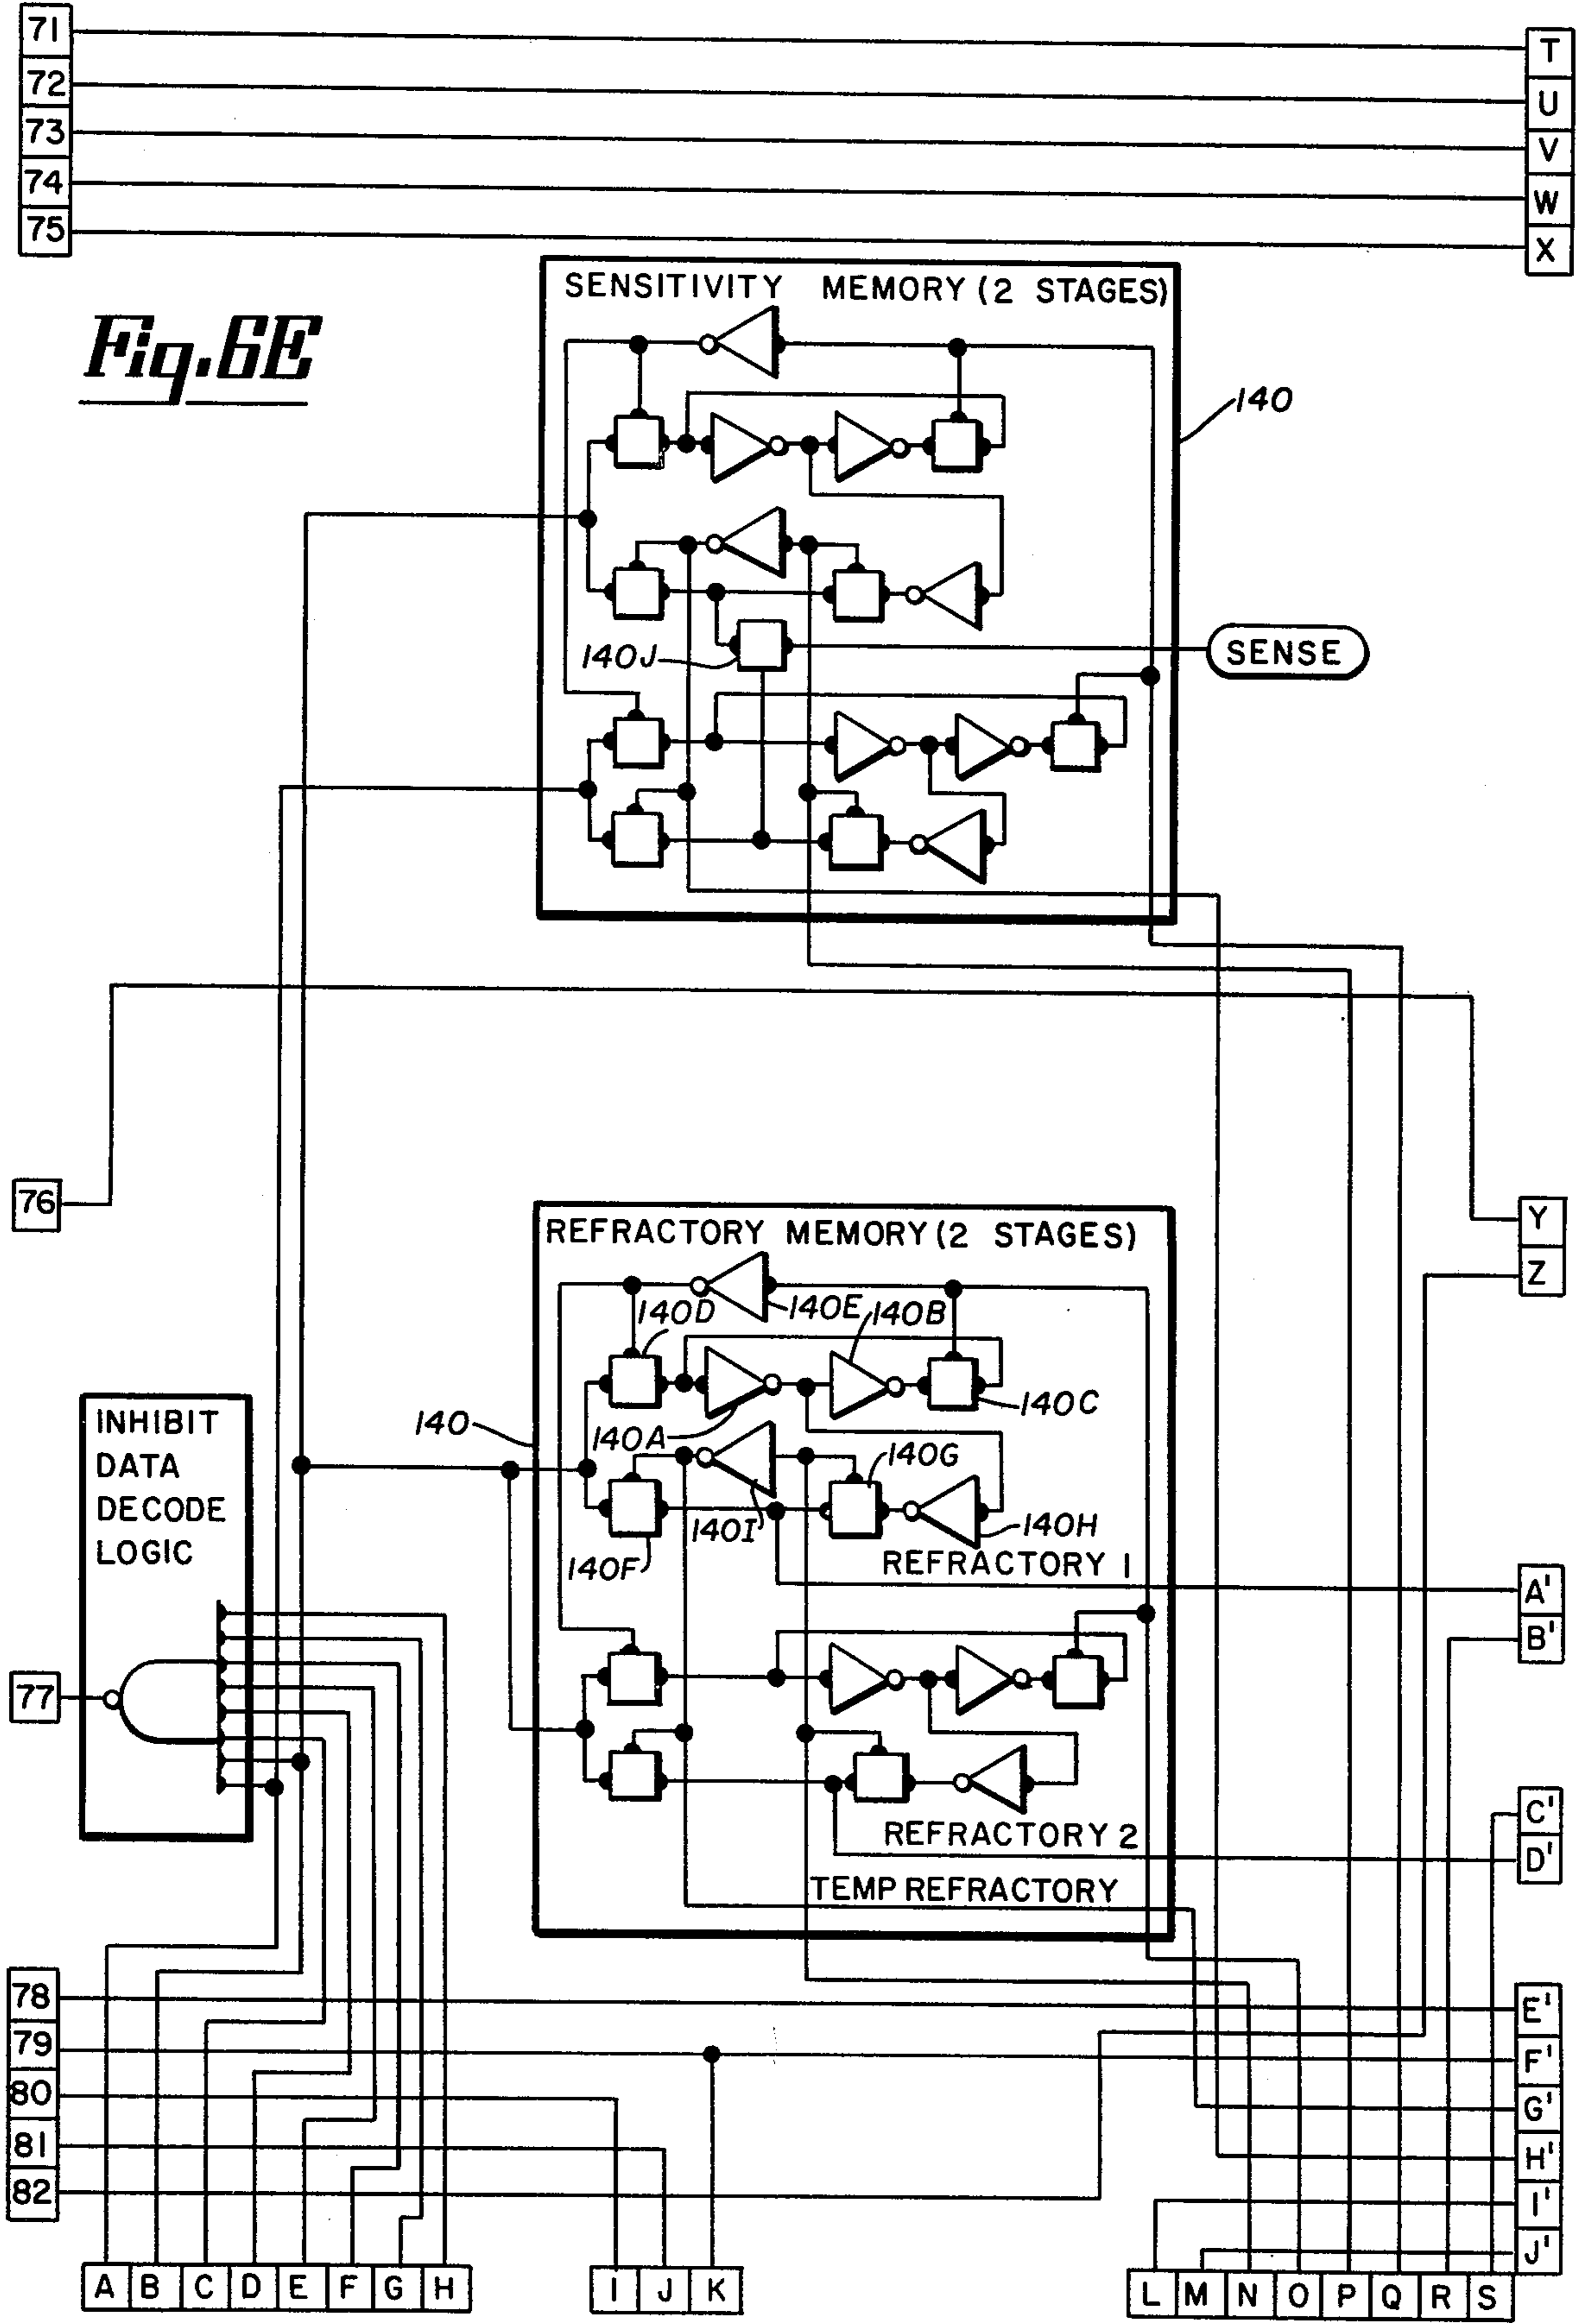 71
T
72
U
73
V
74
W
75
X
SENSITIVITY MEMORY (2 STAGES)
Fig. 6E
140
140J
SENSE
76
Y
Z
REFRACTORY MEMORY (2 STAGES)
140D
140E
140B
140C
140
140A
140G
140I
140H
140F
REFRACTORY 1
INHIBIT
DATA
DECODE
LOGIC
A'
B'
77
C'
D'
REFRACTORY 2
TEMP REFRACTORY
78
E'
79
F'
80
G'
81
H'
82
I'
J'
A B C D E F G H
I J K
L M N O P Q R S